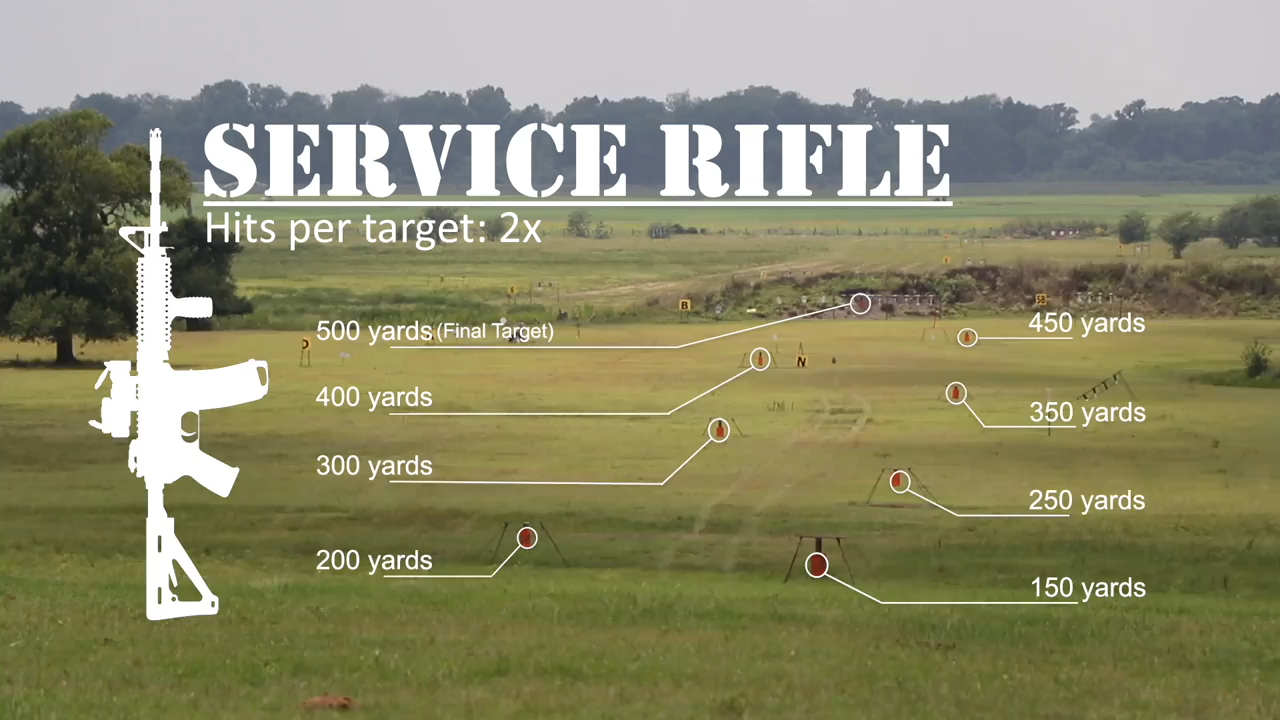 SERVICE RIFLE
Hits per target: 2x
500 yards (Final Target)
450 yards
400 yards
350 yards
300 yards
250 yards
200 yards
150 yards
B
SB
D
N